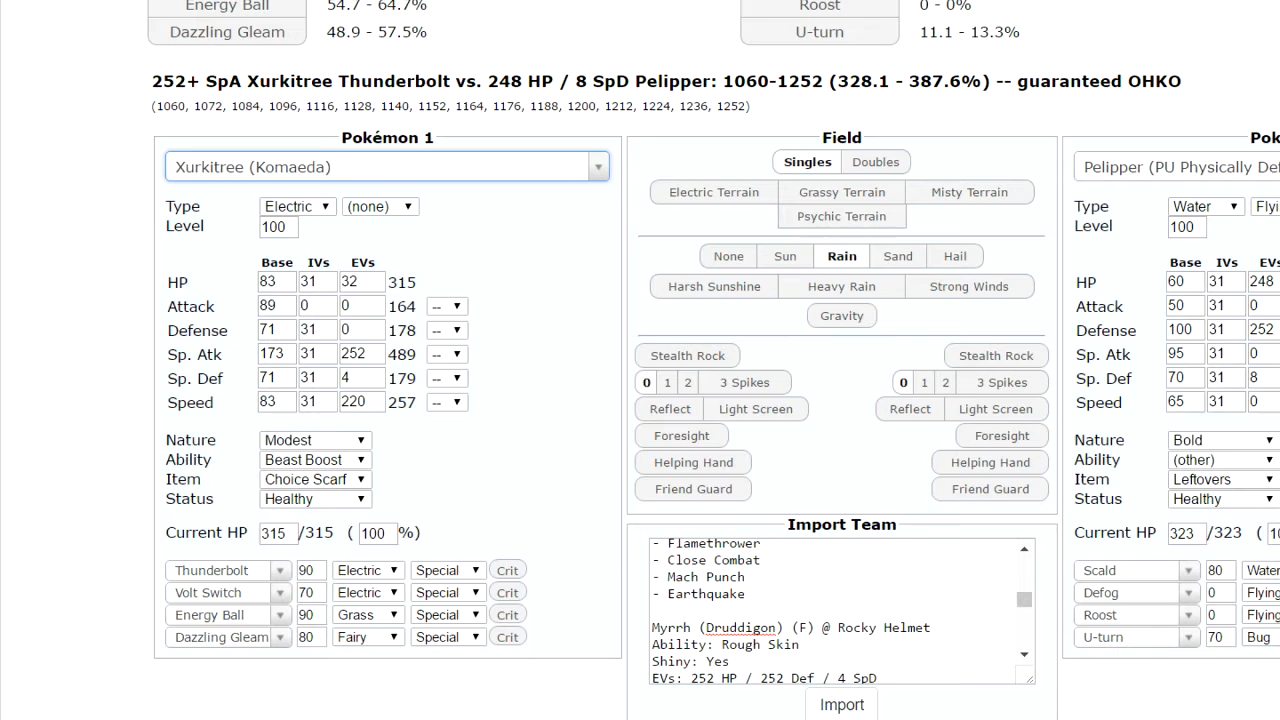 Energy Ball 54.7 - 64.7% Roost 0 - 0%
Dazzling Gleam 48.9 - 57.5% U-turn 11.1 - 13.3%
252+ SpA Xurkitree Thunderbolt vs. 248 HP / 8 SpD Pelipper: 1060-1252 (328.1 - 387.6%) -- guaranteed OHKO
(1060, 1072, 1084, 1096, 1116, 1128, 1140, 1152, 1164, 1176, 1188, 1200, 1212, 1224, 1236, 1252)
Pokémon 1
Xurkitree (Komaeda)
Type Electric (none)
Level 100
Base IVs EVs
HP 83 31 32 315
Attack 89 0 0 164 --
Defense 71 31 0 178 --
Sp. Atk 173 31 252 489 --
Sp. Def 71 31 4 179 --
Speed 83 31 220 257 --
Nature Modest
Ability Beast Boost
Item Choice Scarf
Status Healthy
Current HP 315/315 ( 100 %)
Thunderbolt 90 Electric Special Crit
Volt Switch 70 Electric Special Crit
Energy Ball 90 Grass Special Crit
Dazzling Gleam 80 Fairy Special Crit
Field
Singles Doubles
Electric Terrain Grassy Terrain Misty Terrain
Psychic Terrain
None Sun Rain Sand Hail
Harsh Sunshine Heavy Rain Strong Winds
Gravity
Stealth Rock Stealth Rock
0 1 2 3 Spikes 0 1 2 3 Spikes
Reflect Light Screen Reflect Light Screen
Foresight Foresight
Helping Hand Helping Hand
Friend Guard Friend Guard
Import Team
- Flamethrower
- Close Combat
- Mach Punch
- Earthquake
Myrrh (Druddigon) (F) @ Rocky Helmet
Ability: Rough Skin
Shiny: Yes
EVs: 252 HP / 252 Def / 4 SpD
Import
Pok
Pelipper (PU Physically Def
Type Water Flyi
Level 100
Base IVs EVs
HP 60 31 248
Attack 50 31 0
Defense 100 31 252
Sp. Atk 95 31 0
Sp. Def 70 31 8
Speed 65 31 0
Nature Bold
Ability (other)
Item Leftovers
Status Healthy
Current HP 323/323 ( 10
Scald 80 Water
Defog 0 Flying
Roost 0 Flying
U-turn 70 Bug